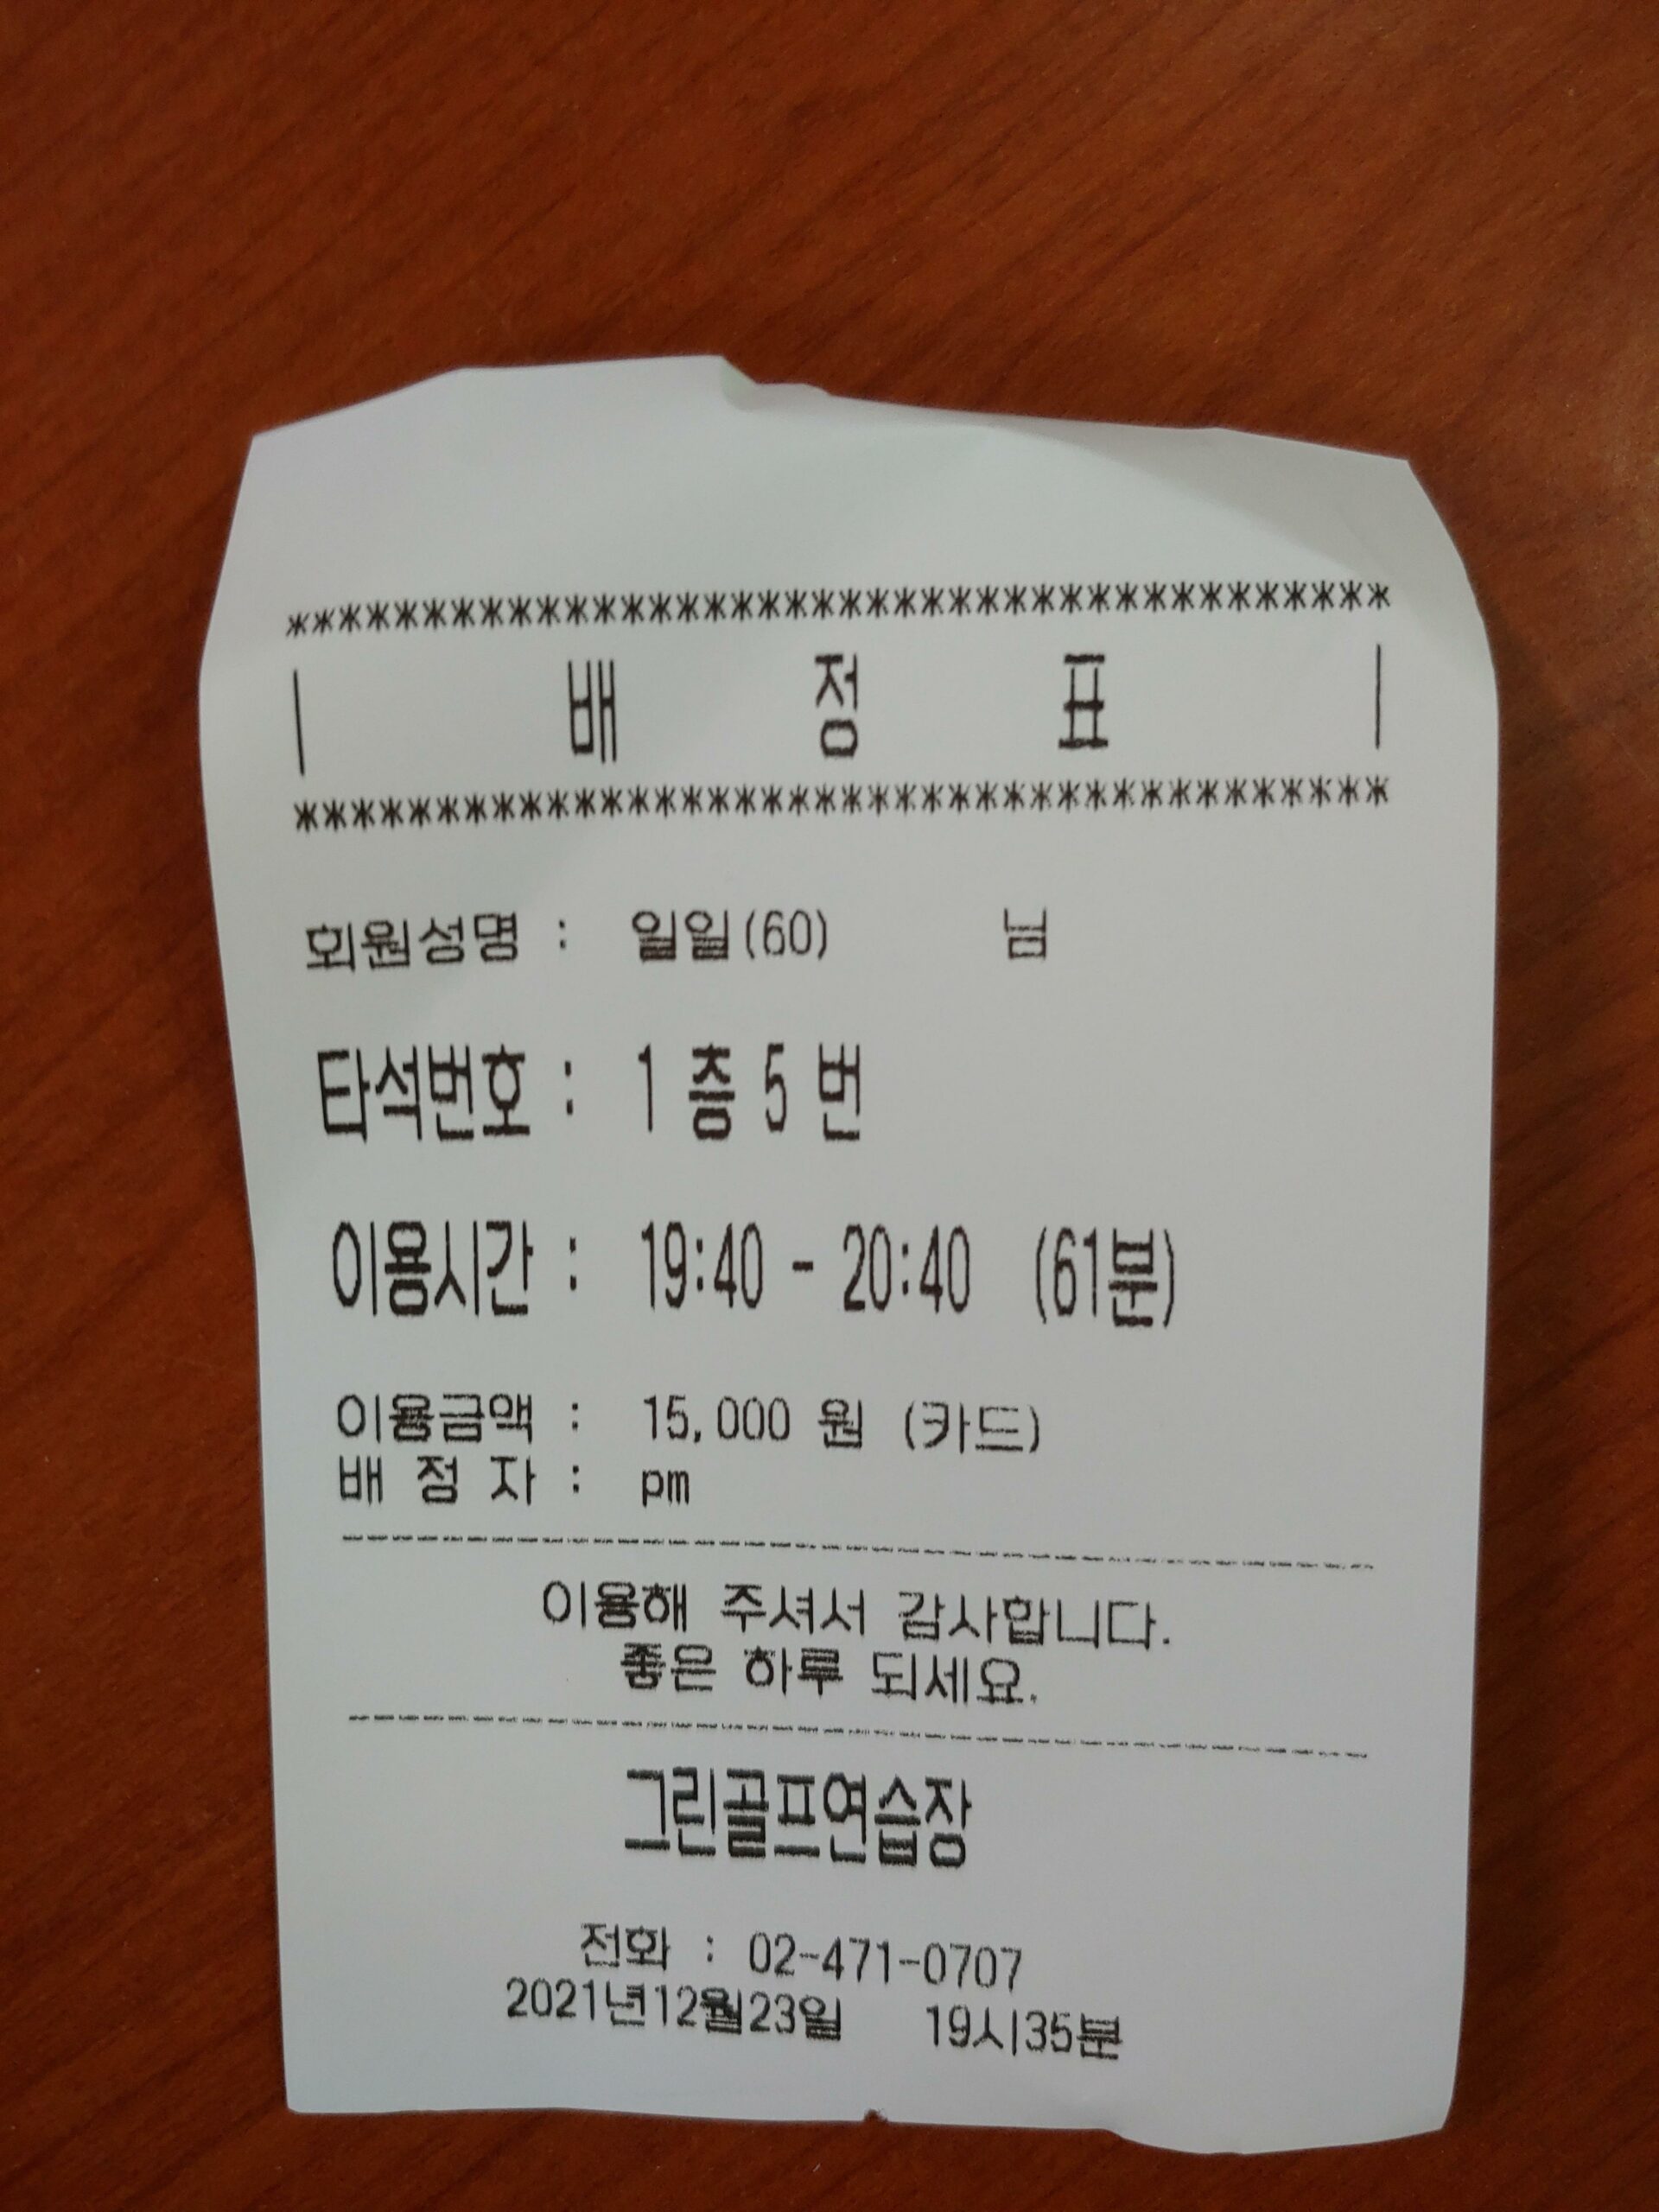 ***************************************
| 배 정 표 |
***************************************
회원성명 : 일일(60) 님
타석번호 : 1 층 5 번
이용시간 : 19:40 - 20:40 (61분)
이용금액 : 15,000 원 (카드)
배 정 자 : pm
이용해 주셔서 감사합니다.
좋은 하루 되세요.
그린골프연습장
전화 : 02-471-0707
2021년12월23일 19시35분